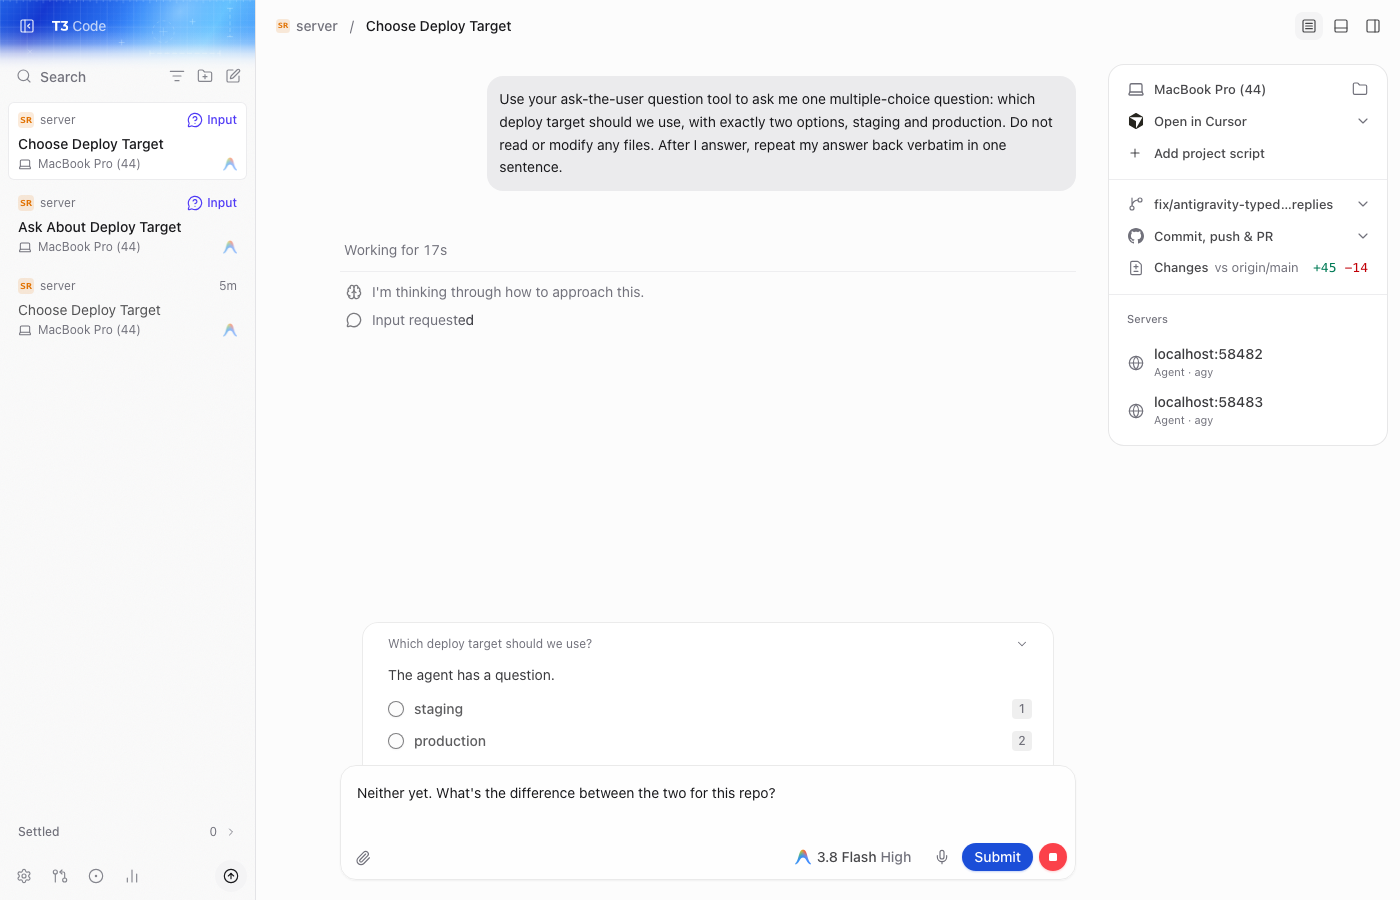 T3 Code
Search
SR server Input
Choose Deploy Target
MacBook Pro (44)
SR server Input
Ask About Deploy Target
MacBook Pro (44)
SR server 5m
Choose Deploy Target
MacBook Pro (44)
Settled 0
SR server / Choose Deploy Target
Use your ask-the-user question tool to ask me one multiple-choice question: which
deploy target should we use, with exactly two options, staging and production. Do not
read or modify any files. After I answer, repeat my answer back verbatim in one
sentence.
Working for 17s
I'm thinking through how to approach this.
Input requested
Which deploy target should we use?
The agent has a question.
staging 1
production 2
Neither yet. What's the difference between the two for this repo?
3.8 Flash High Submit
MacBook Pro (44)
Open in Cursor
Add project script
fix/antigravity-typed...replies
Commit, push & PR
Changes vs origin/main +45 −14
Servers
localhost:58482
Agent · agy
localhost:58483
Agent · agy